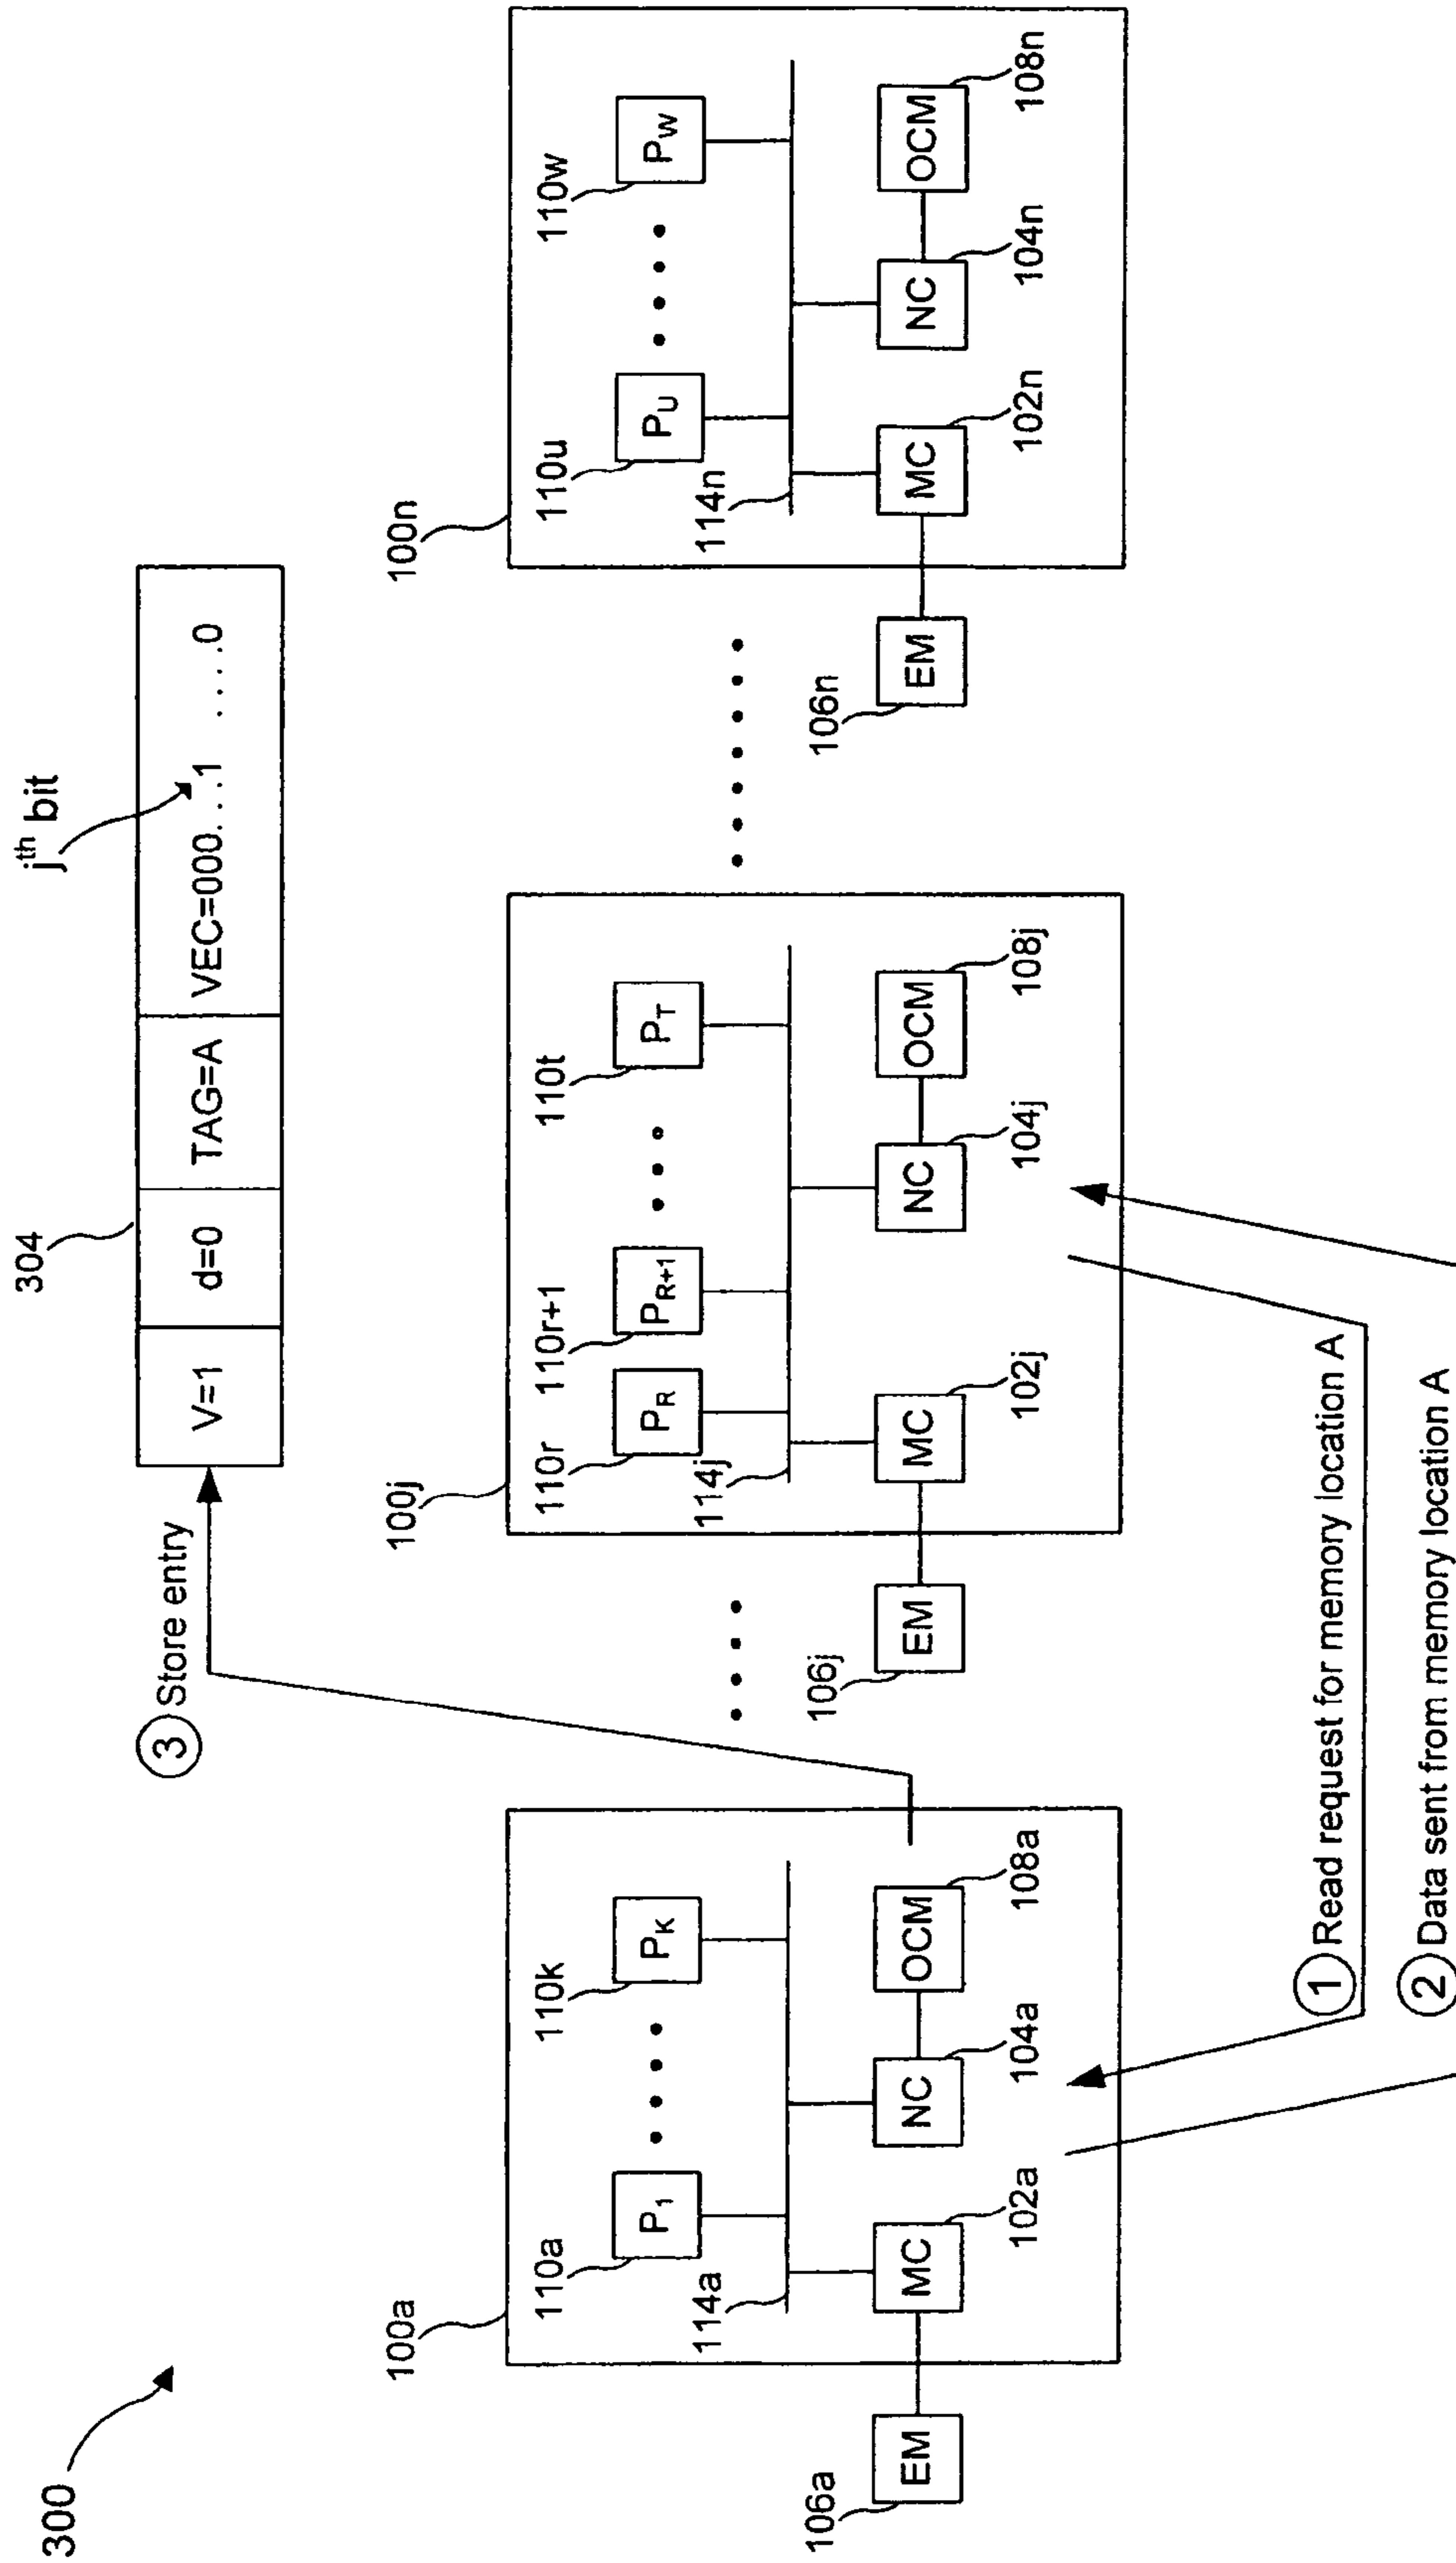 300
304
jth bit
V=1
d=0
TAG=A
VEC=000. . .1 . . . .0
3 Store entry
100a
110a
P1
110k
PK
114a
106a
EM
MC
102a
NC
104a
OCM
108a
100j
110r
PR
110r+1
PR+1
110t
PT
114j
106j
EM
MC
102j
NC
104j
OCM
108j
100n
110u
PU
110w
PW
114n
106n
EM
MC
102n
NC
104n
OCM
108n
1 Read request for memory location A
2 Data sent from memory location A